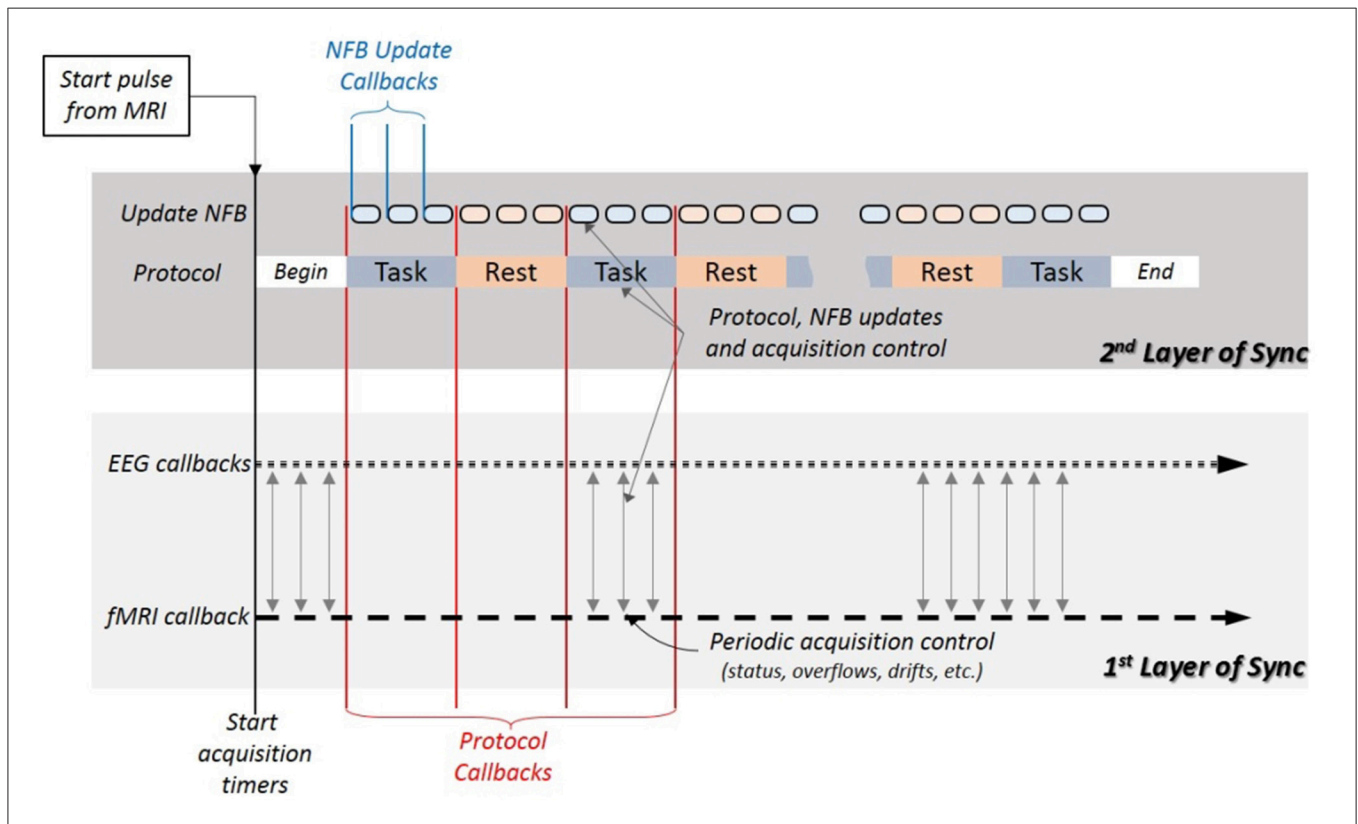 NFB Update
Callbacks
Start pulse
from MRI
Update NFB
Protocol
Begin
Task
Rest
Task
Rest
Rest
Task
End
Protocol, NFB updates
and acquisition control
2nd Layer of Sync
EEG callbacks
fMRI callback
Periodic acquisition control
(status, overflows, drifts, etc.)
1st Layer of Sync
Start
acquisition
timers
Protocol
Callbacks